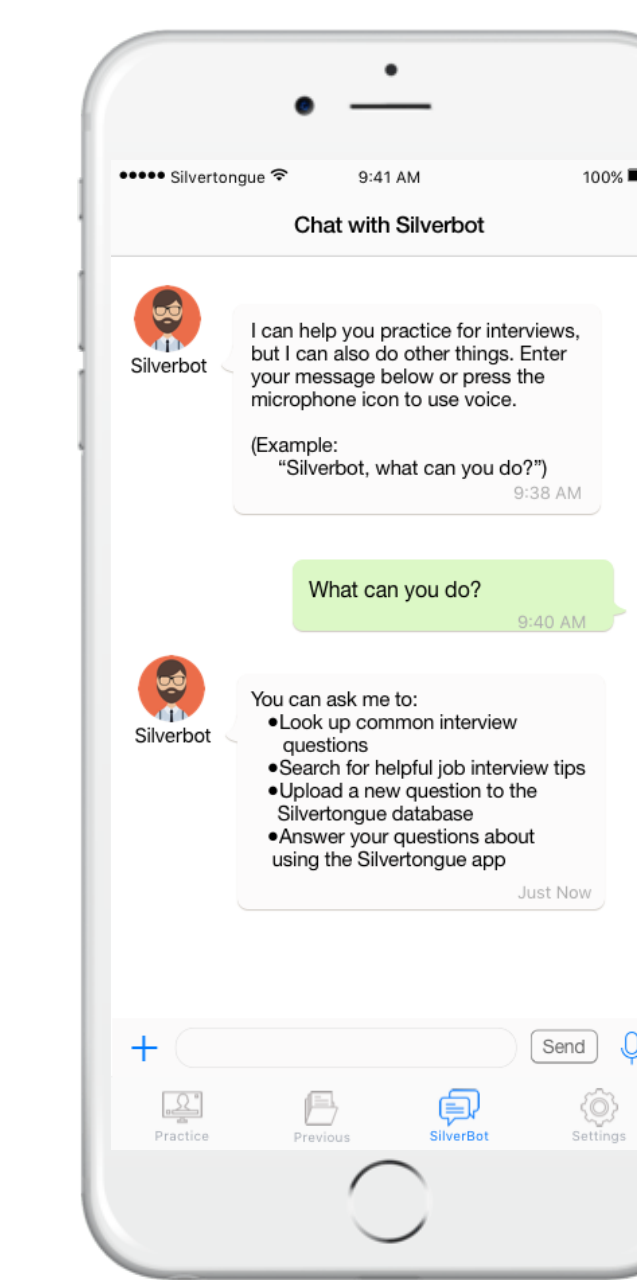 Silvertongue
9:41 AM
100%
Chat with Silverbot
Silverbot
I can help you practice for interviews,
but I can also do other things. Enter
your message below or press the
microphone icon to use voice.
(Example:
“Silverbot, what can you do?”)
9:38 AM
What can you do?
9:40 AM
Silverbot
You can ask me to:
●Look up common interview
questions
●Search for helpful job interview tips
●Upload a new question to the
Silvertongue database
●Answer your questions about
using the Silvertongue app
Just Now
Send
Practice
Previous
SilverBot
Settings